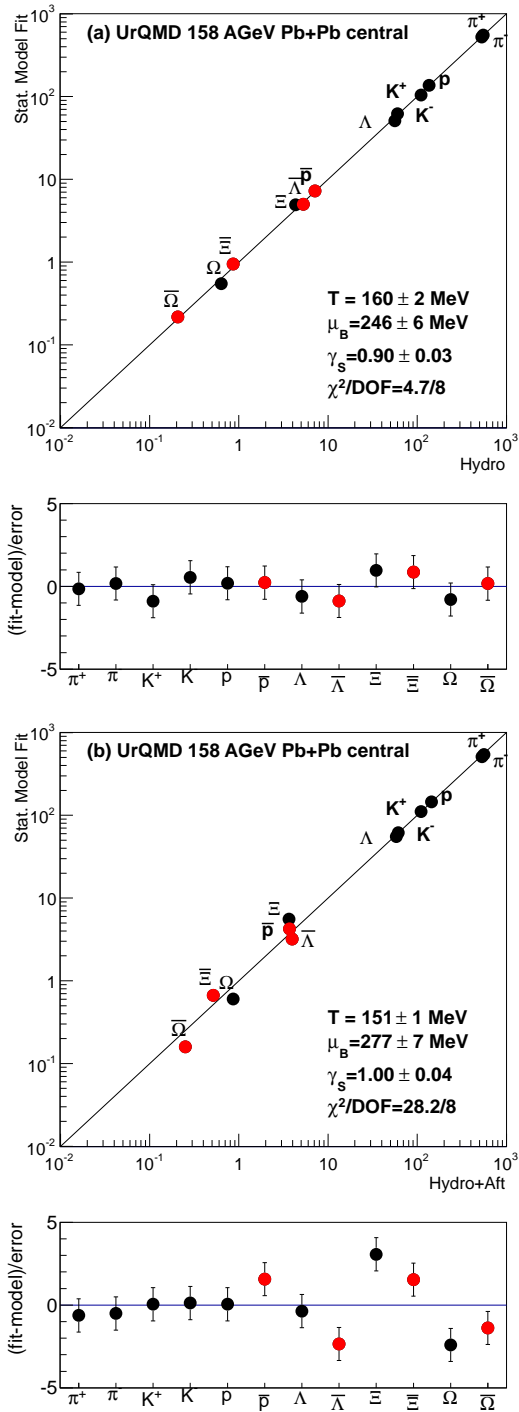 (a) UrQMD 158 AGeV Pb+Pb central
Stat. Model Fit
10³
10²
10
1
10⁻¹
10⁻²
π⁺
π⁻
K⁺
p
K⁻
Λ
p̅
Λ̅
Ξ
Ξ̅
Ω
Ω̅
T = 160 ± 2 MeV
μ_B=246 ± 6 MeV
γ_S=0.90 ± 0.03
χ²/DOF=4.7/8
10⁻² 10⁻¹ 1 10 10² 10³
Hydro
(fit-model)/error
5
0
-5
π⁺ π⁻ K⁺ K⁻ p p̅ Λ Λ̅ Ξ Ξ̅ Ω Ω̅
(b) UrQMD 158 AGeV Pb+Pb central
Stat. Model Fit
10³
10²
10
1
10⁻¹
10⁻²
π⁺
π⁻
K⁺
p
K⁻
Λ
Ξ
p̅
Λ̅
Ξ̅
Ω
Ω̅
T = 151 ± 1 MeV
μ_B=277 ± 7 MeV
γ_S=1.00 ± 0.04
χ²/DOF=28.2/8
10⁻² 10⁻¹ 1 10 10² 10³
Hydro+Aft
(fit-model)/error
5
0
-5
π⁺ π⁻ K⁺ K⁻ p p̅ Λ Λ̅ Ξ Ξ̅ Ω Ω̅